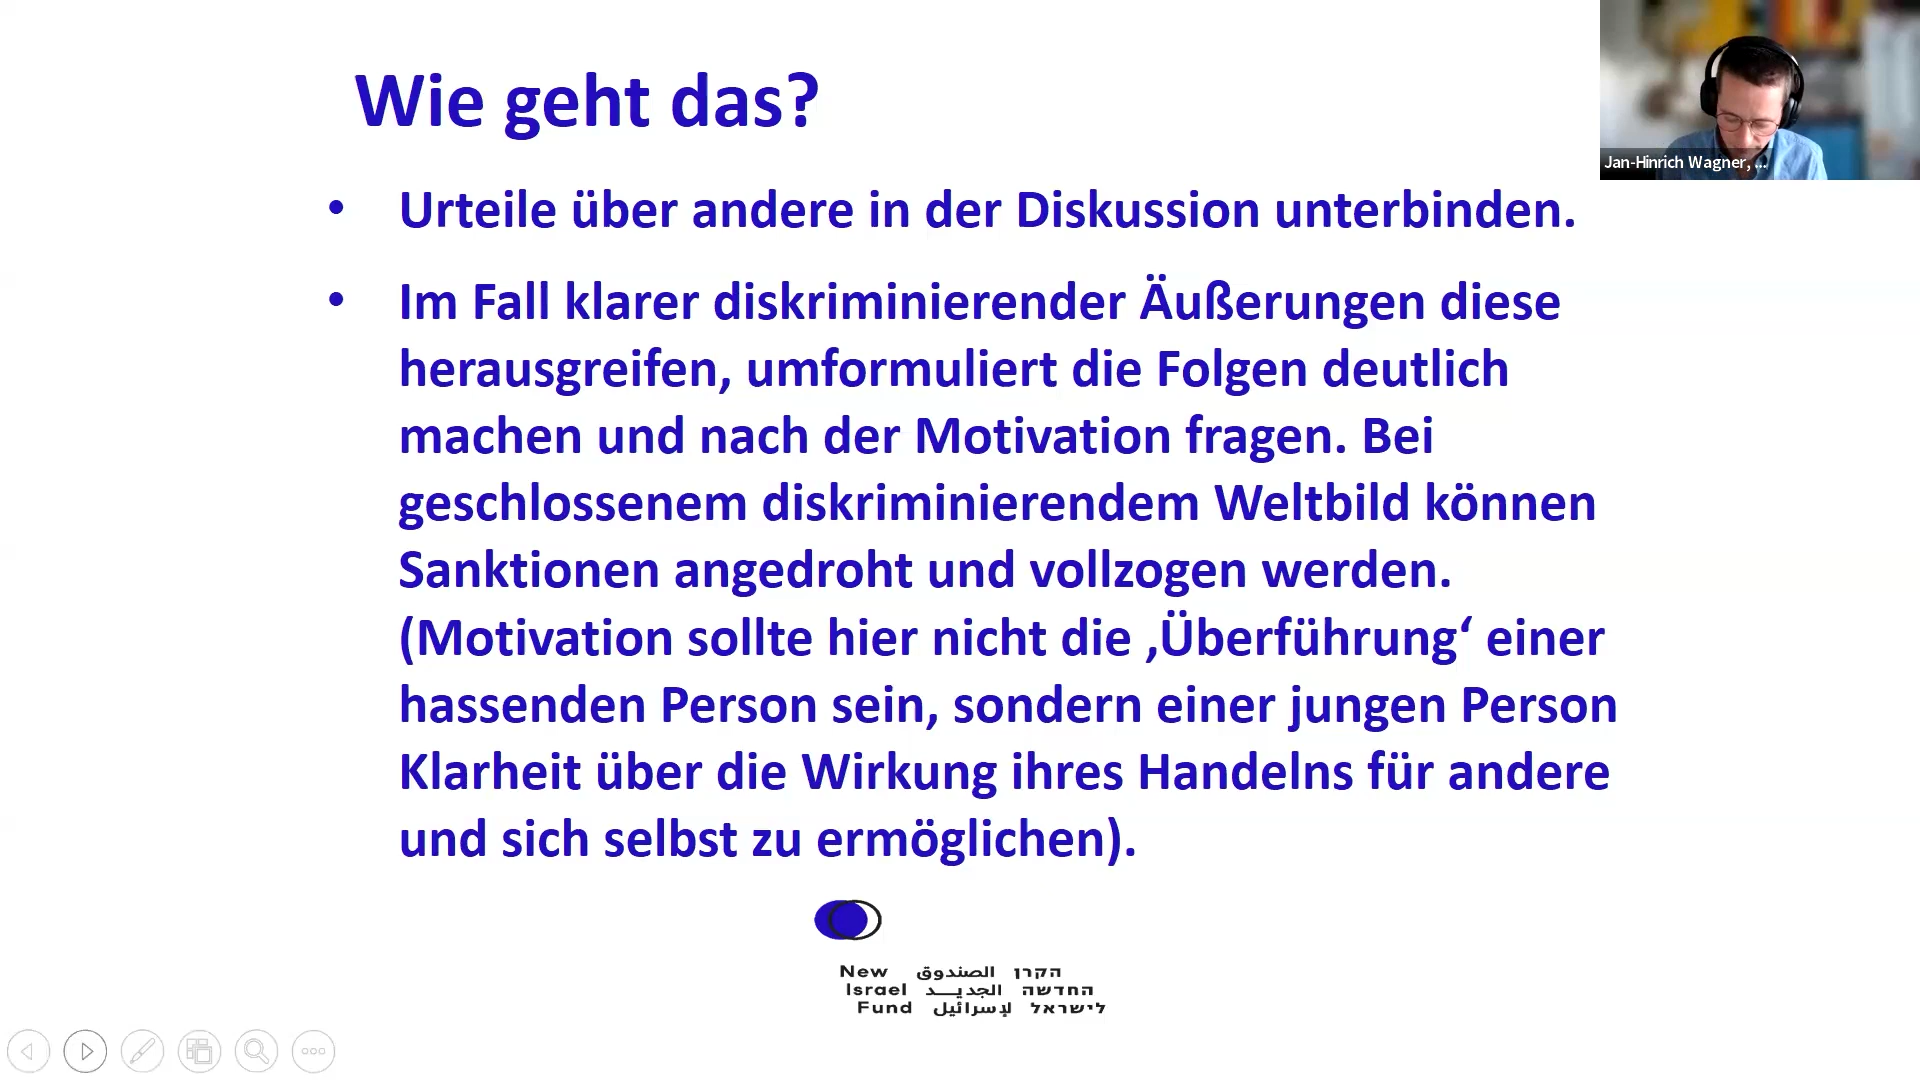 Wie geht das?
Jan-Hinrich Wagner, ...
• Urteile über andere in der Diskussion unterbinden.
• Im Fall klarer diskriminierender Äußerungen diese
herausgreifen, umformuliert die Folgen deutlich
machen und nach der Motivation fragen. Bei
geschlossenem diskriminierendem Weltbild können
Sanktionen angedroht und vollzogen werden.
(Motivation sollte hier nicht die ‚Überführung‘ einer
hassenden Person sein, sondern einer jungen Person
Klarheit über die Wirkung ihres Handelns für andere
und sich selbst zu ermöglichen).
New الصندوق הקרן
Israel الجديــد החדשה
Fund لإسرائيل לישראל